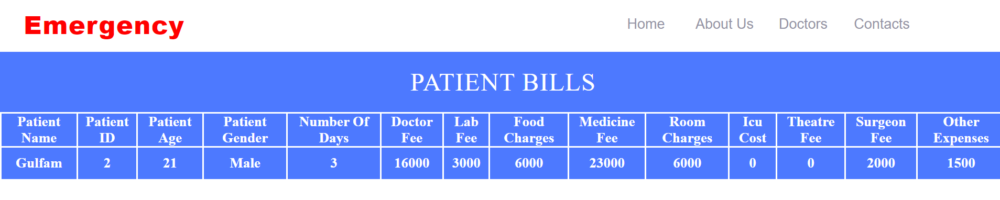 Emergency Home About Us Doctors Contacts
PATIENT BILLS
Patient Name Patient ID Patient Age Patient Gender Number Of Days Doctor Fee Lab Fee Food Charges Medicine Fee Room Charges Icu Cost Theatre Fee Surgeon Fee Other Expenses
Gulfam 2 21 Male 3 16000 3000 6000 23000 6000 0 0 2000 1500